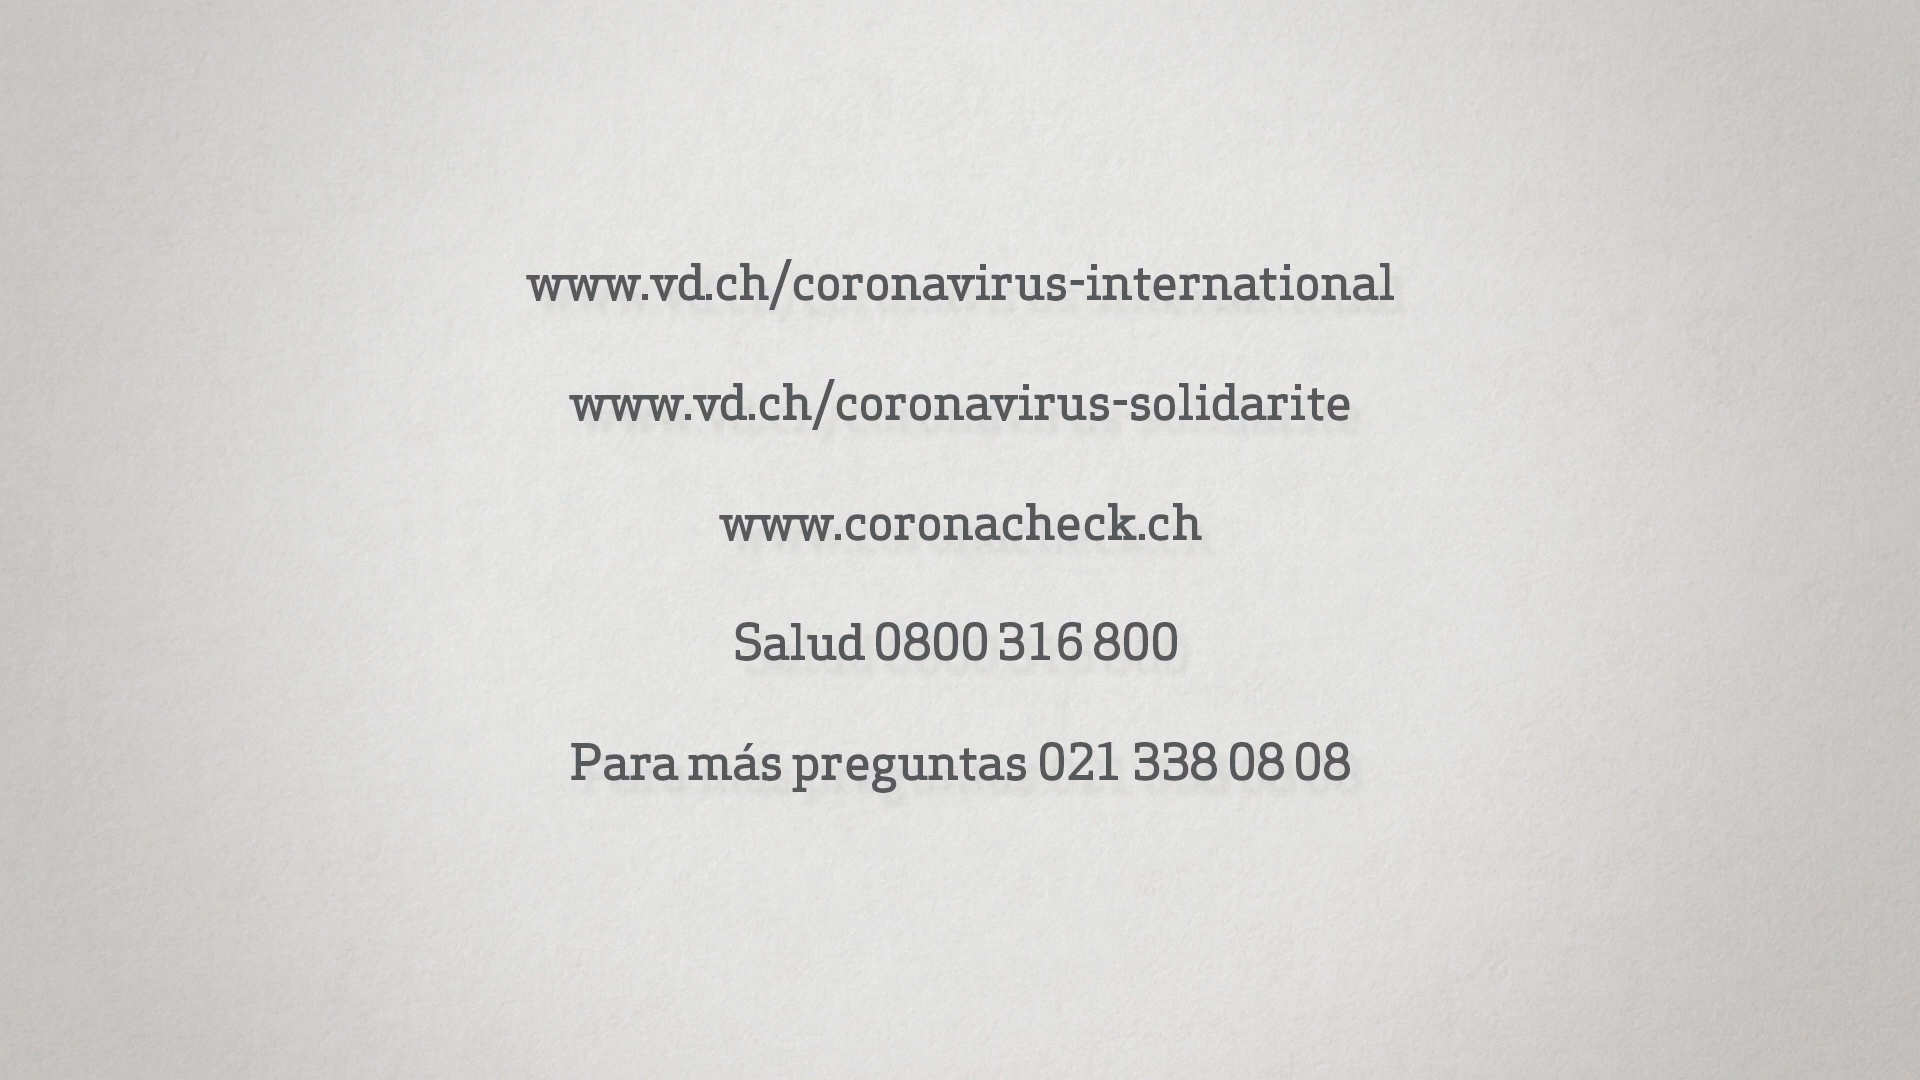 www.vd.ch/coronavirus-international
www.vd.ch/coronavirus-solidarite
www.coronacheck.ch
Salud 0800 316 800
Para más preguntas 021 338 08 08